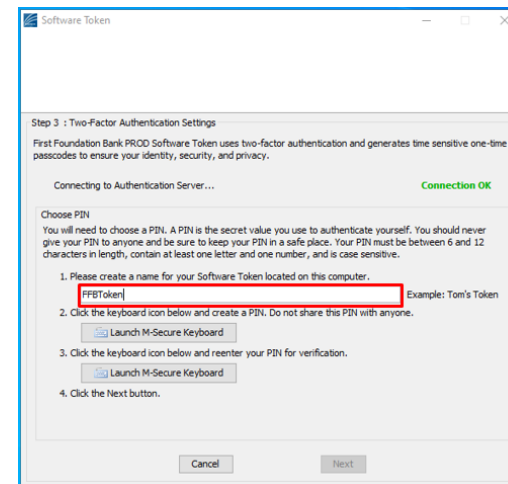 Software Token
Step 3 : Two-Factor Authentication Settings
First Foundation Bank PROD Software Token uses two-factor authentication and generates time sensitive one-time
passcodes to ensure your identity, security, and privacy.
Connecting to Authentication Server... Connection OK
Choose PIN
You will need to choose a PIN. A PIN is the secret value you use to authenticate yourself. You should never
give your PIN to anyone and be sure to keep your PIN in a safe place. Your PIN must be between 6 and 12
characters in length, contain at least one letter and one number, and is case sensitive.
1. Please create a name for your Software Token located on this computer.
FFBToken Example: Tom's Token
2. Click the keyboard icon below and create a PIN. Do not share this PIN with anyone.
Launch M-Secure Keyboard
3. Click the keyboard icon below and reenter your PIN for verification.
Launch M-Secure Keyboard
4. Click the Next button.
Cancel Next